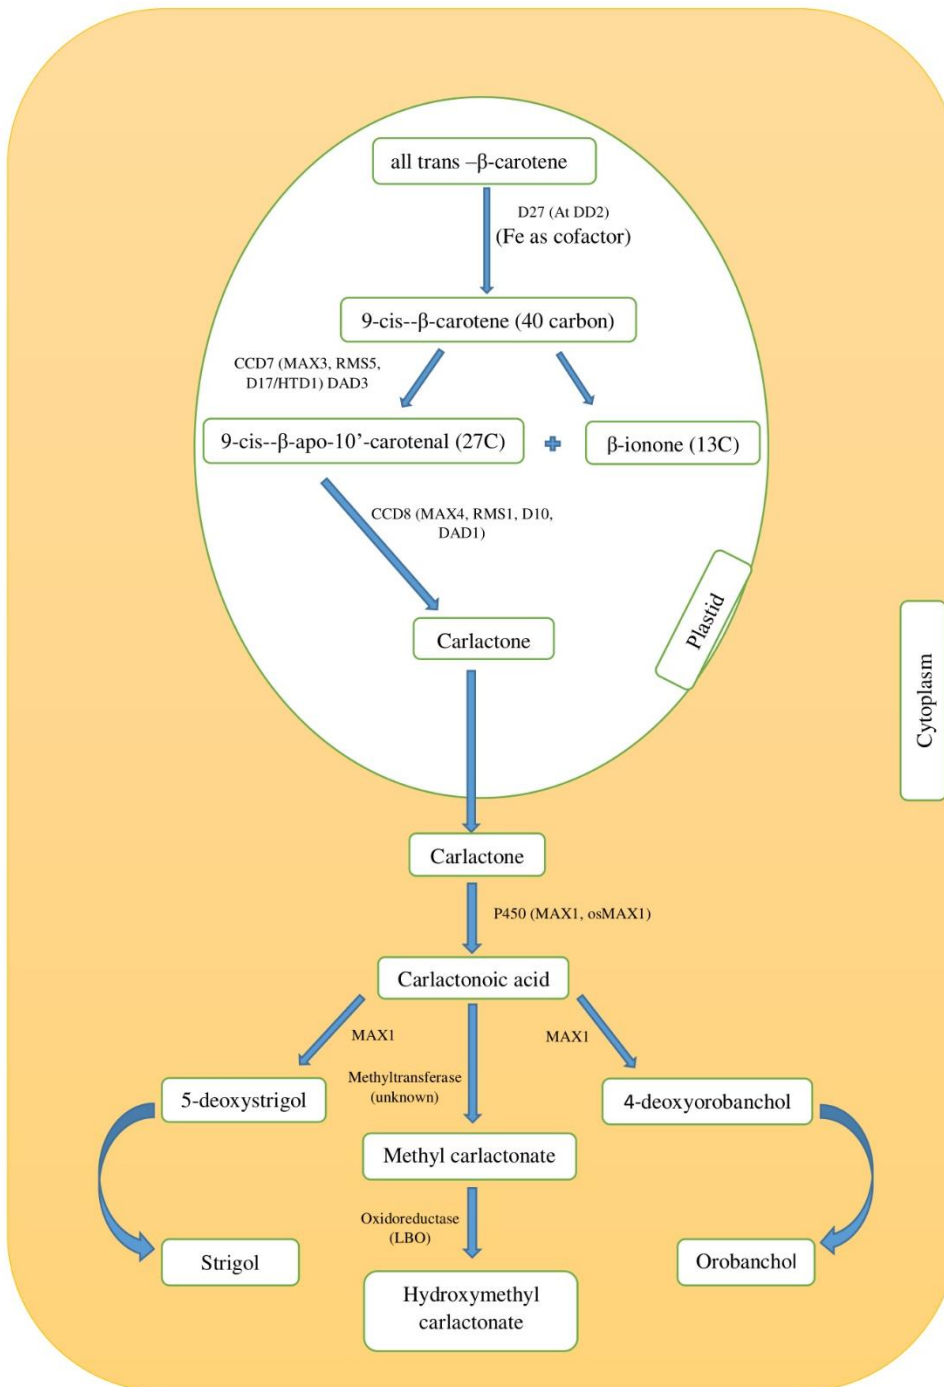 all trans –β-carotene
D27 (At DD2)
(Fe as cofactor)
9-cis--β-carotene (40 carbon)
CCD7 (MAX3, RMS5,
D17/HTD1) DAD3
9-cis--β-apo-10’-carotenal (27C)
β-ionone (13C)
CCD8 (MAX4, RMS1, D10,
DAD1)
Plastid
Carlactone
Cytoplasm
Carlactone
P450 (MAX1, osMAX1)
Carlactonoic acid
MAX1
MAX1
Methyltransferase
(unknown)
5-deoxystrigol
4-deoxyorobanchol
Methyl carlactonate
Oxidoreductase
(LBO)
Strigol
Orobanchol
Hydroxymethyl
carlactonate